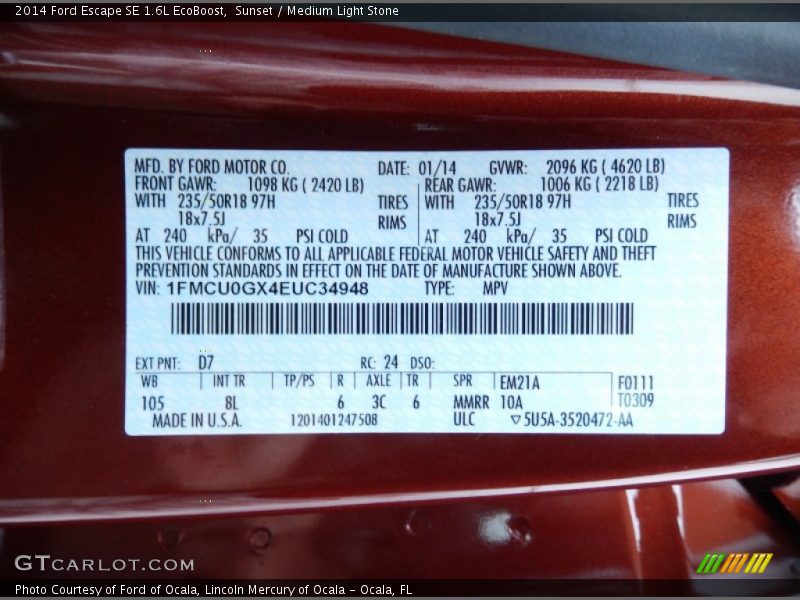 2014 Ford Escape SE 1.6L EcoBoost,  Sunset / Medium Light Stone
MFD. BY FORD MOTOR CO. DATE: 01/14 GVWR: 2096 KG ( 4620 LB)
FRONT GAWR: 1098 KG ( 2420 LB) REAR GAWR: 1006 KG ( 2218 LB)
WITH 235/50R18 97H TIRES WITH 235/50R18 97H TIRES
18x7.5J RIMS 18x7.5J RIMS
AT 240 kPa/ 35 PSI COLD AT 240 kPa/ 35 PSI COLD
THIS VEHICLE CONFORMS TO ALL APPLICABLE FEDERAL MOTOR VEHICLE SAFETY AND THEFT
PREVENTION STANDARDS IN EFFECT ON THE DATE OF MANUFACTURE SHOWN ABOVE.
VIN: 1FMCU0GX4EUC34948 TYPE: MPV
EXT PNT: D7 RC: 24 DSO:
WB INT TR TP/PS R AXLE TR SPR EM21A F0111
105 8L 6 3C 6 MMRR 10A T0309
MADE IN U.S.A. 1201401247508 ULC ▽5U5A-3520472-AA
GTCARLOT.COM
Photo Courtesy of Ford of Ocala, Lincoln Mercury of Ocala - Ocala, FL